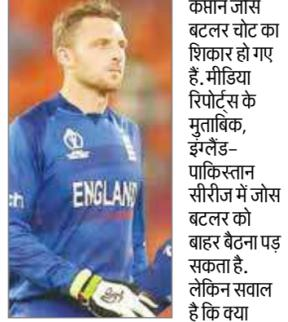 कप्तान जोस
बटलर चोट का
शिकार हो गए
हैं. मीडिया
रिपोर्ट्स के
मुताबिक,
इंग्लैंड–
पाकिस्तान
सीरीज में जोस
बटलर को
बाहर बैठना पड़
सकता है.
लेकिन सवाल
है कि क्या
ENGLAND